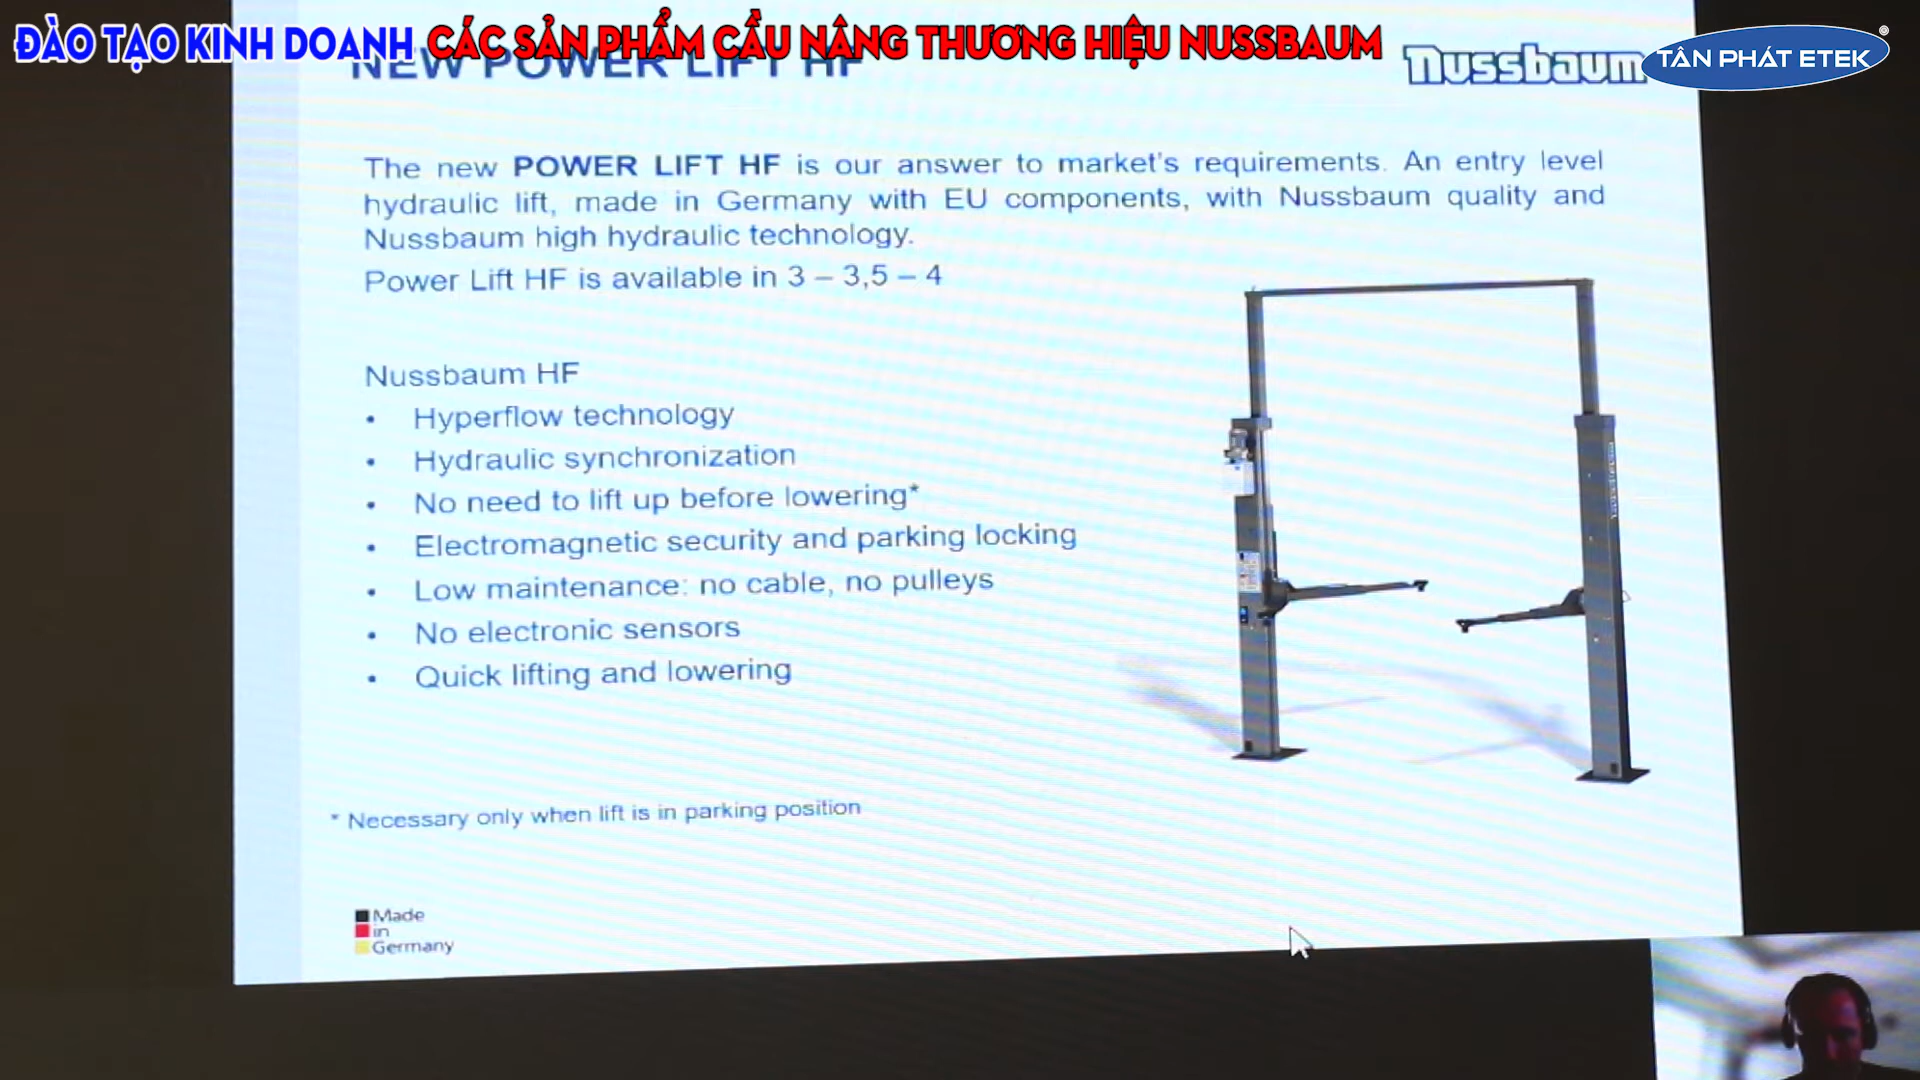 ĐÀO TẠO KINH DOANH CÁC SẢN PHẨM CẦU NÂNG THƯƠNG HIỆU NUSSBAUM
NEW POWER LIFT HF
Nussbaum
TÂN PHÁT ETEK
®
The new POWER LIFT HF is our answer to market's requirements. An entry level
hydraulic lift, made in Germany with EU components, with Nussbaum quality and
Nussbaum high hydraulic technology.
Power Lift HF is available in 3 – 3,5 – 4
Nussbaum HF
• Hyperflow technology
• Hydraulic synchronization
• No need to lift up before lowering*
• Electromagnetic security and parking locking
• Low maintenance: no cable, no pulleys
• No electronic sensors
• Quick lifting and lowering
* Necessary only when lift is in parking position
Made
in
Germany